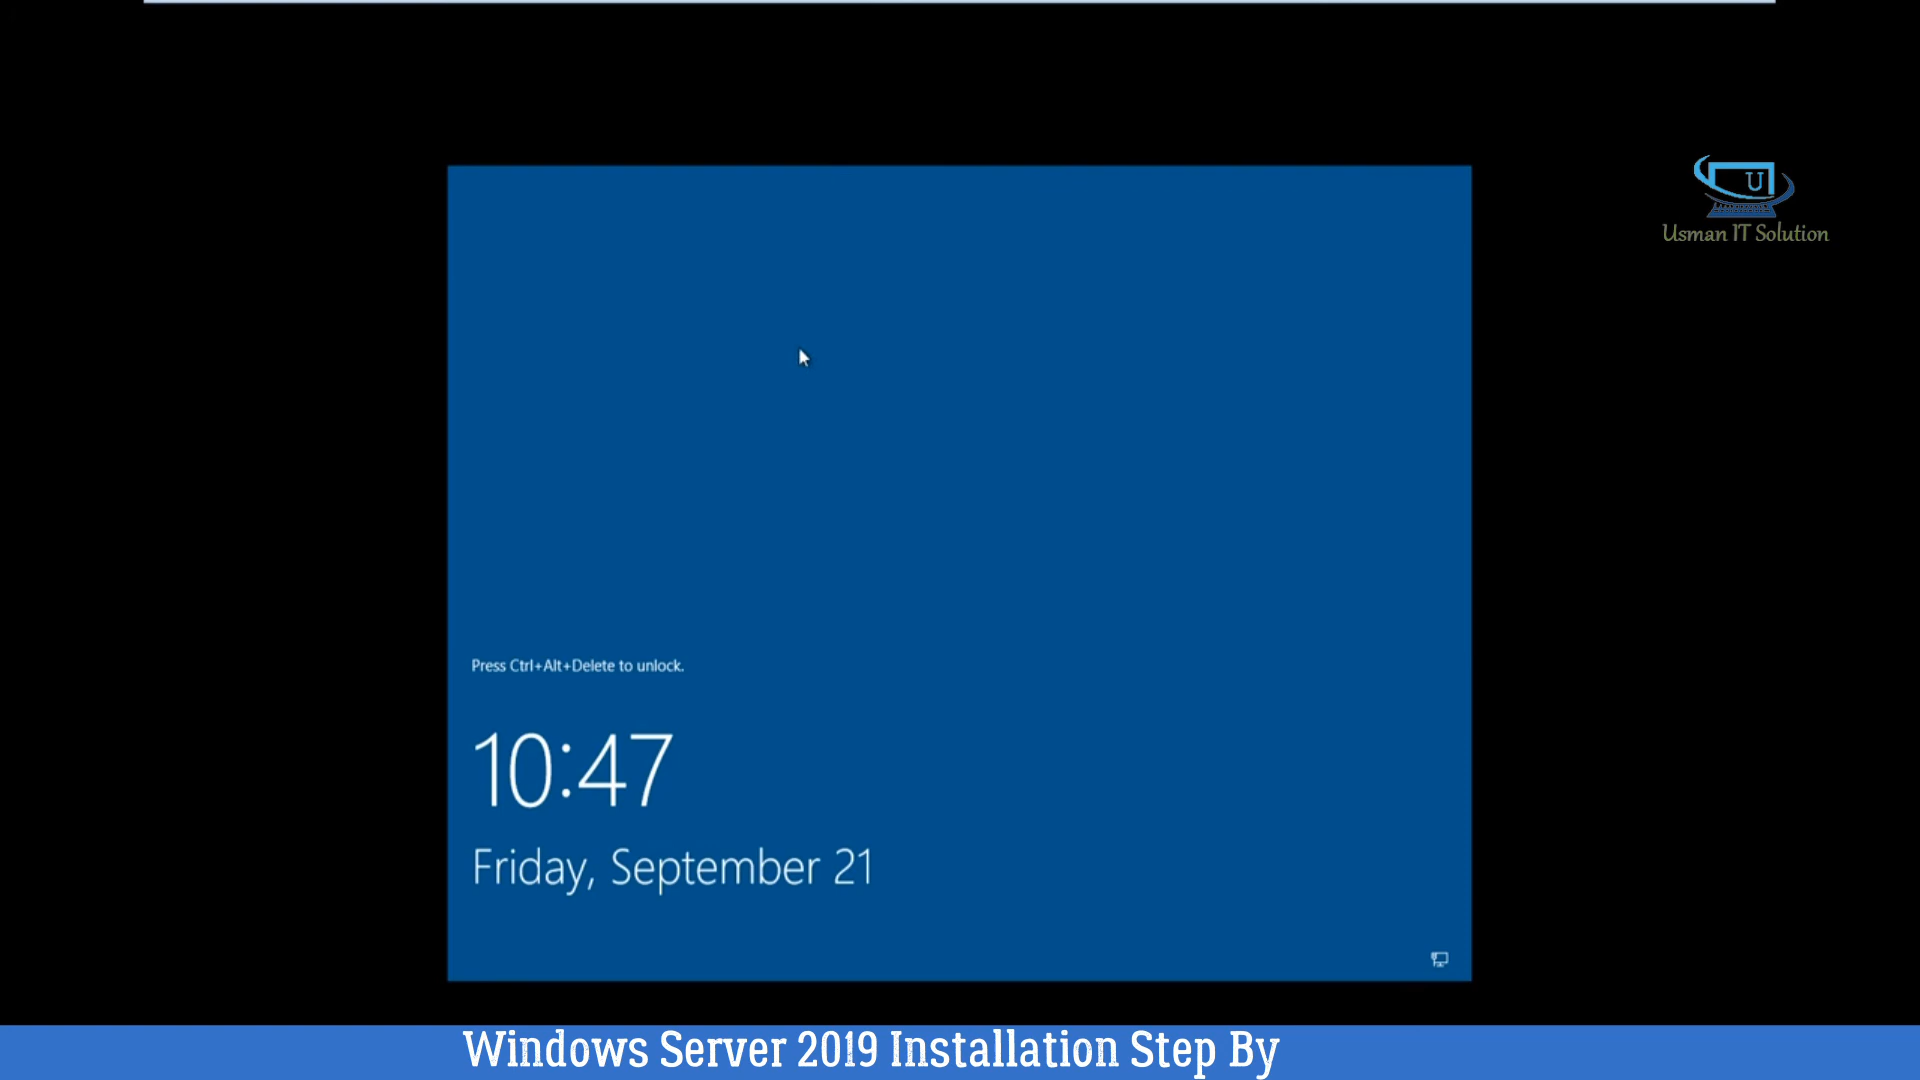 U
Usman IT Solution
Press Ctrl+Alt+Delete to unlock.
10:47
Friday, September 21
Windows Server 2019 Installation Step By